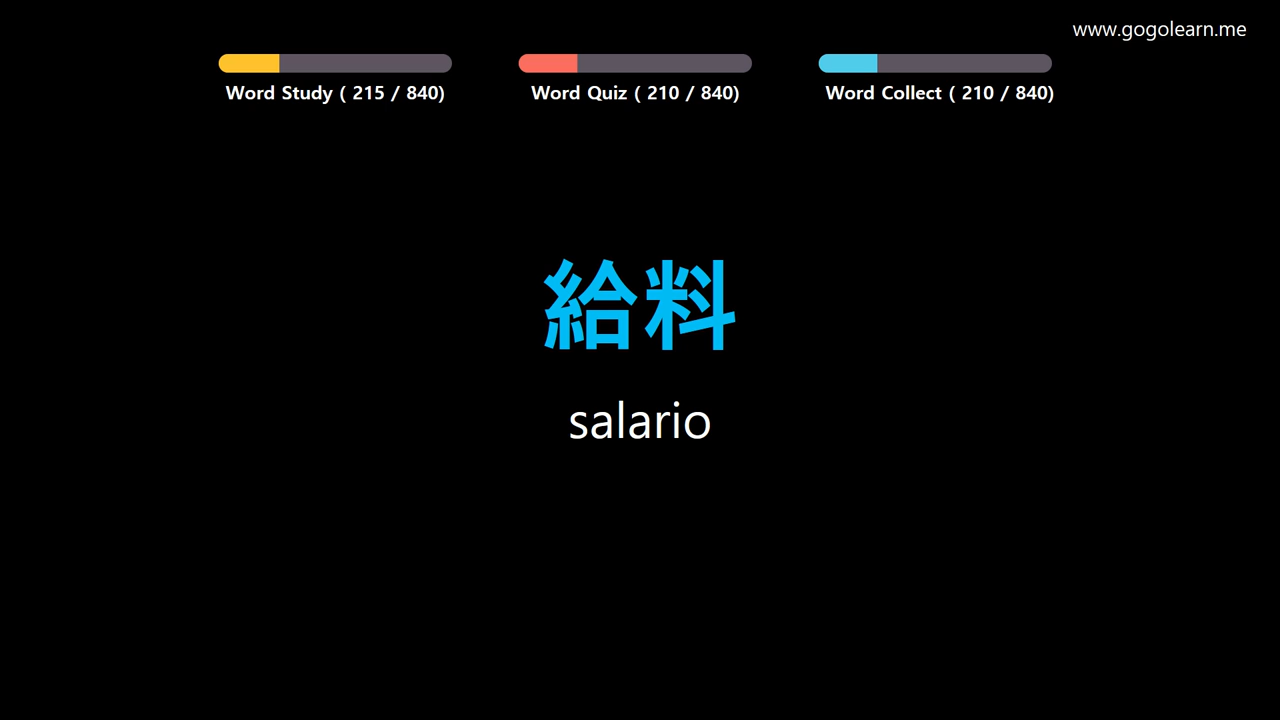 www.gogolearn.me
Word Study ( 215 / 840)
Word Quiz ( 210 / 840)
Word Collect ( 210 / 840)
給料
salario